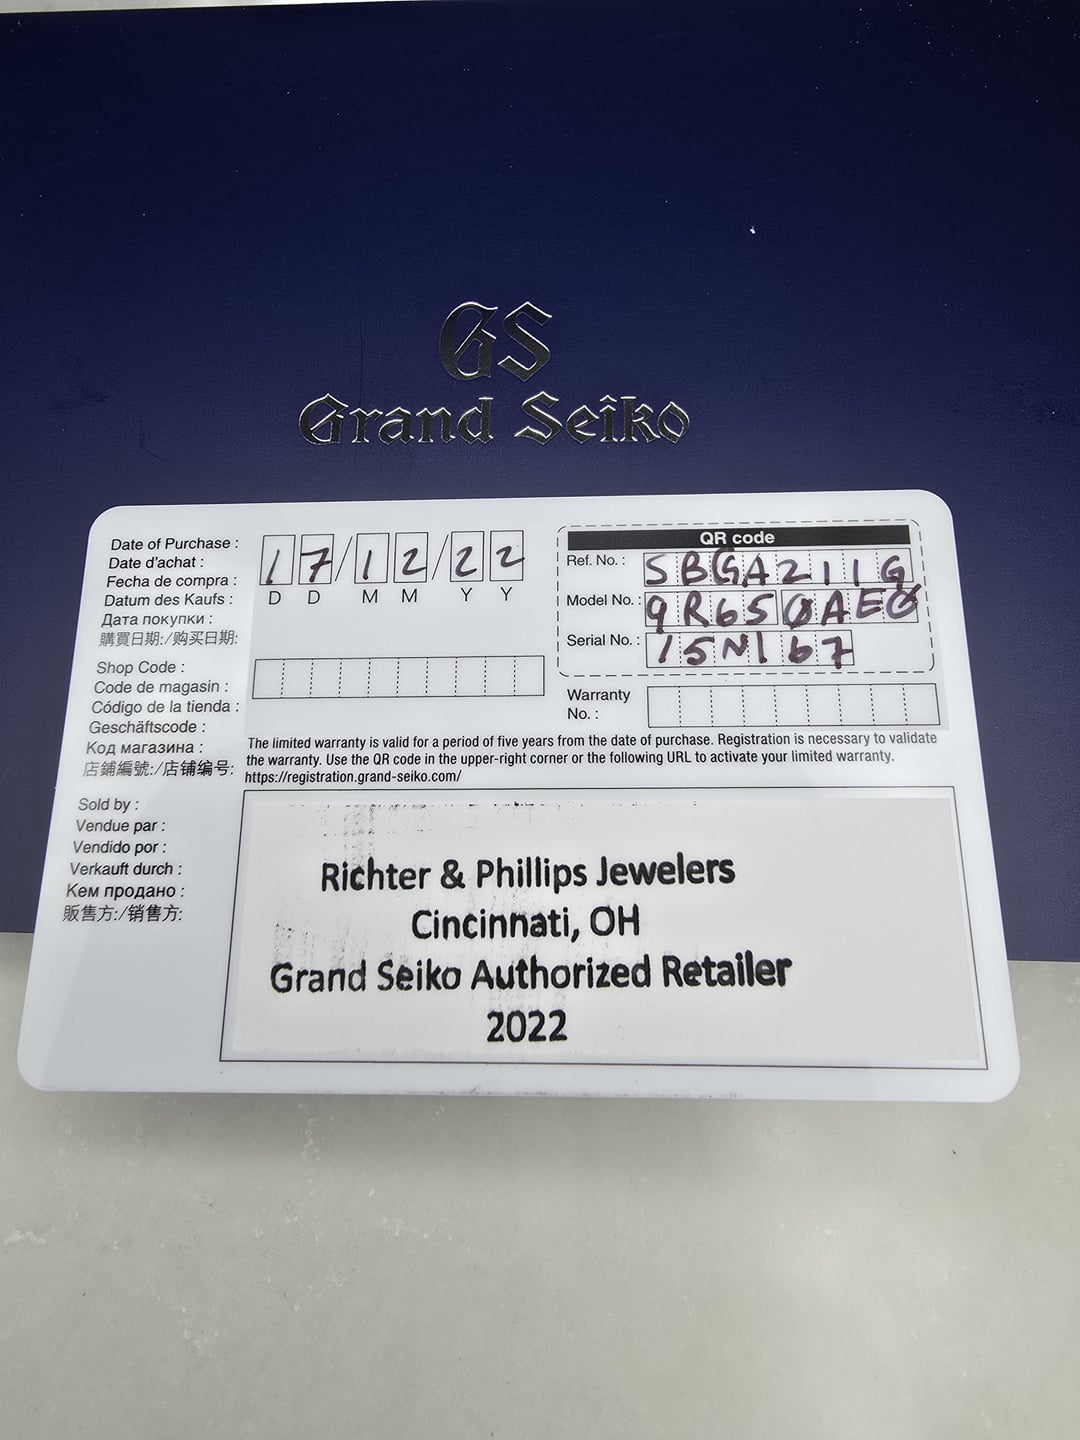 GS
Grand Seiko
Date of Purchase : 17/12/22
Date d'achat :
Fecha de compra :
Datum des Kaufs : D D M M Y Y
Дата покупки :
購買日期:/购买日期:
QR code
Ref. No. : SBGA211G
Model No. : 9R65 0AE0
Serial No. : 15N167
Shop Code :
Code de magasin :
Código de la tienda :
Geschäftscode :
Код магазина :
店鋪編號:/店铺编号:
Warranty
No. :
The limited warranty is valid for a period of five years from the date of purchase. Registration is necessary to validate
the warranty. Use the QR code in the upper-right corner or the following URL to activate your limited warranty.
https://registration.grand-seiko.com/
Sold by :
Vendue par :
Vendido por :
Verkauft durch :
Кем продано :
販售方:/销售方:
Richter & Phillips Jewelers
Cincinnati, OH
Grand Seiko Authorized Retailer
2022